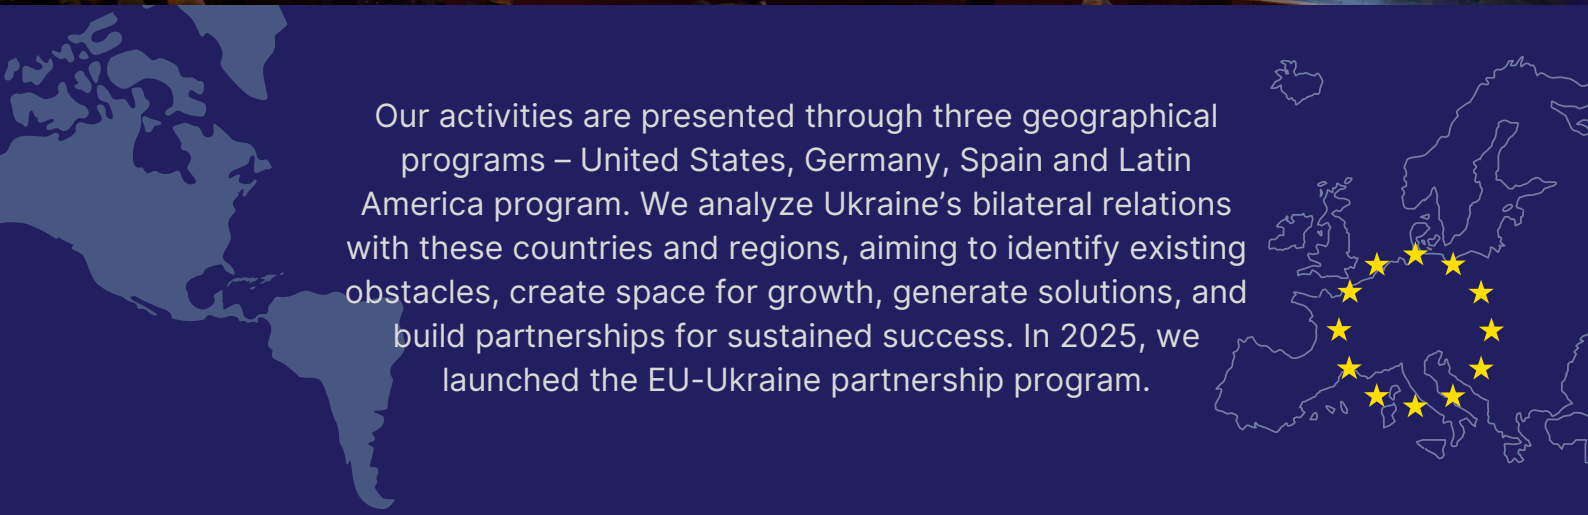 Our activities are presented through three geographical
programs – United States, Germany, Spain and Latin
America program. We analyze Ukraine’s bilateral relations
with these countries and regions, aiming to identify existing
obstacles, create space for growth, generate solutions, and
build partnerships for sustained success. In 2025, we
launched the EU-Ukraine partnership program.